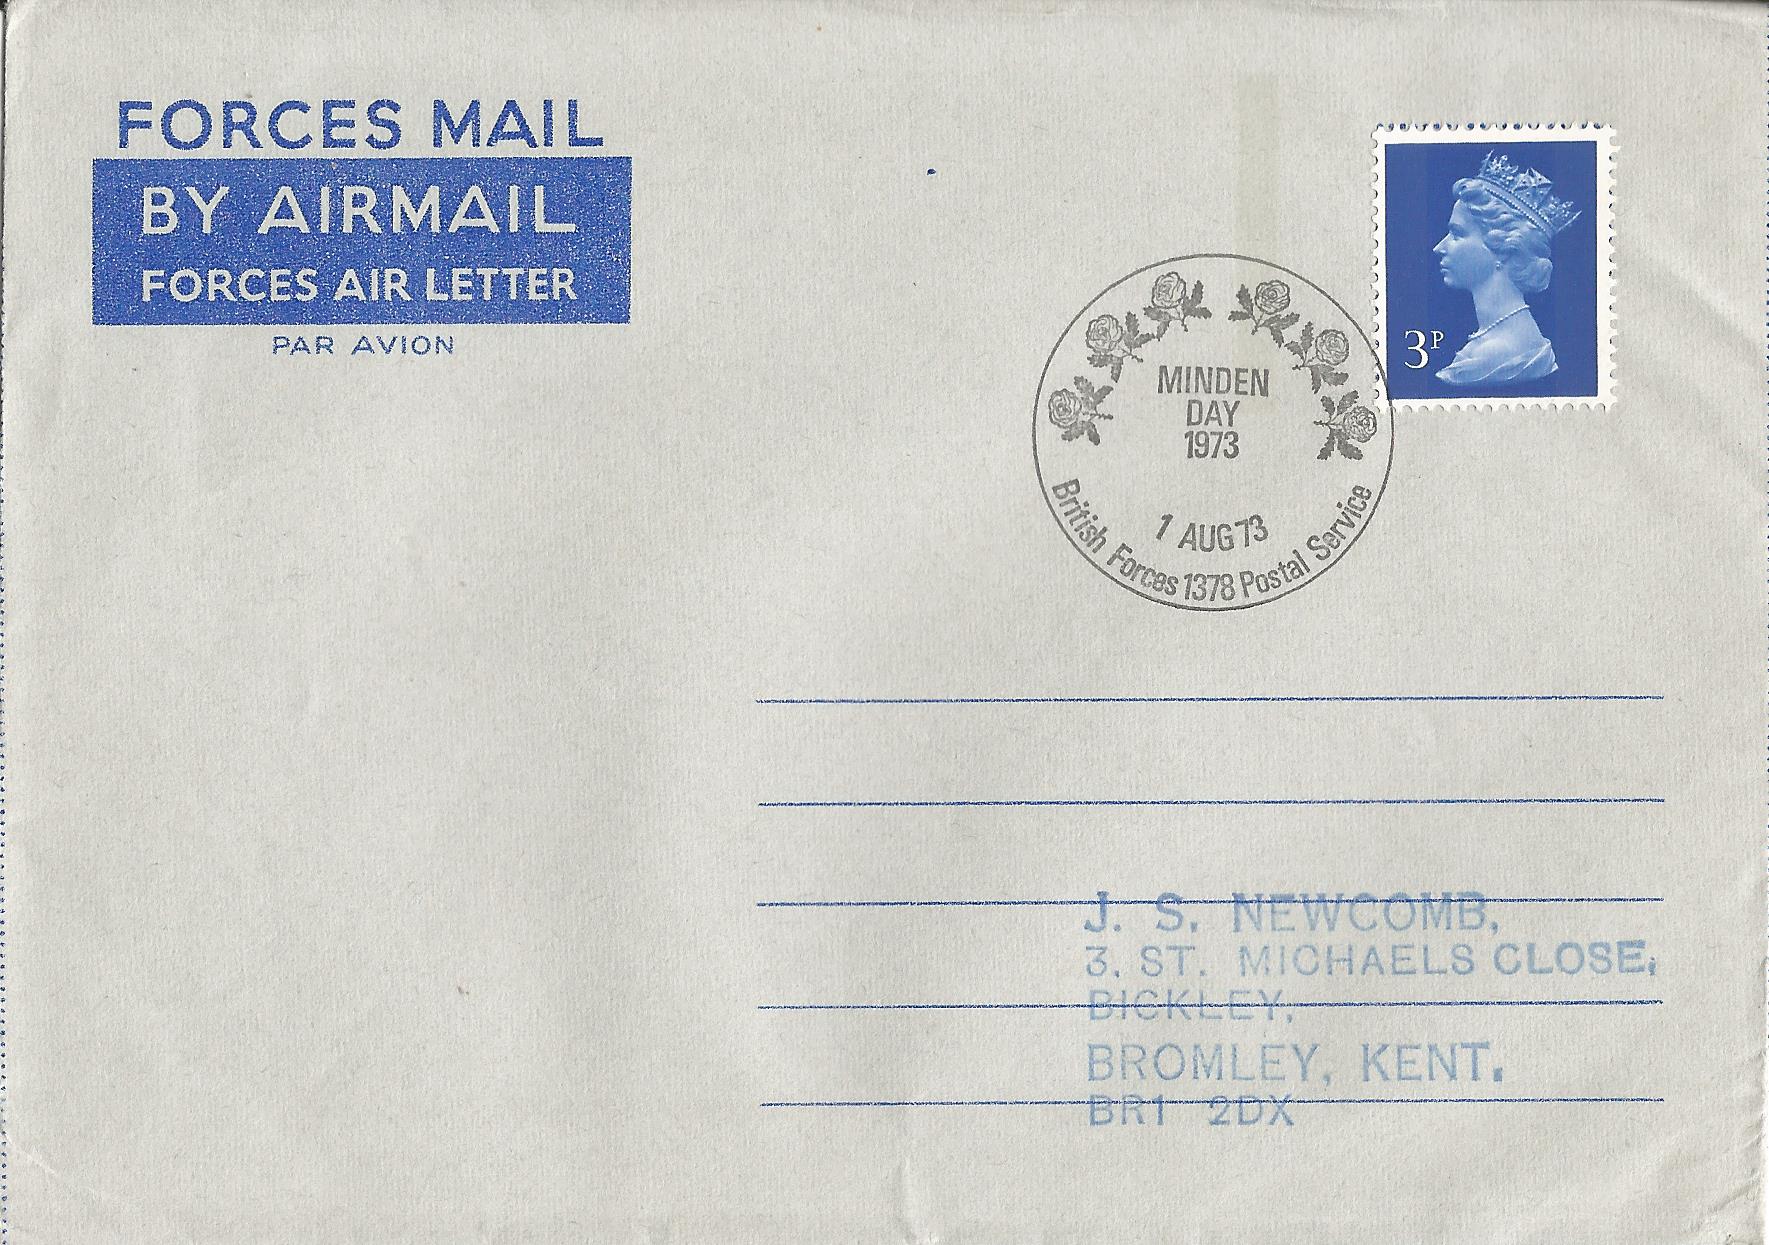 FORCES MAIL
BY AIRMAIL
FORCES AIR LETTER
PAR AVION
3P
MINDEN
DAY
1973
1 AUG 73
British Forces 1378 Postal Service
J. S. NEWCOMB,
3, ST. MICHAELS CLOSE,
BICKLEY,
BROMLEY, KENT.
BR1 2DX